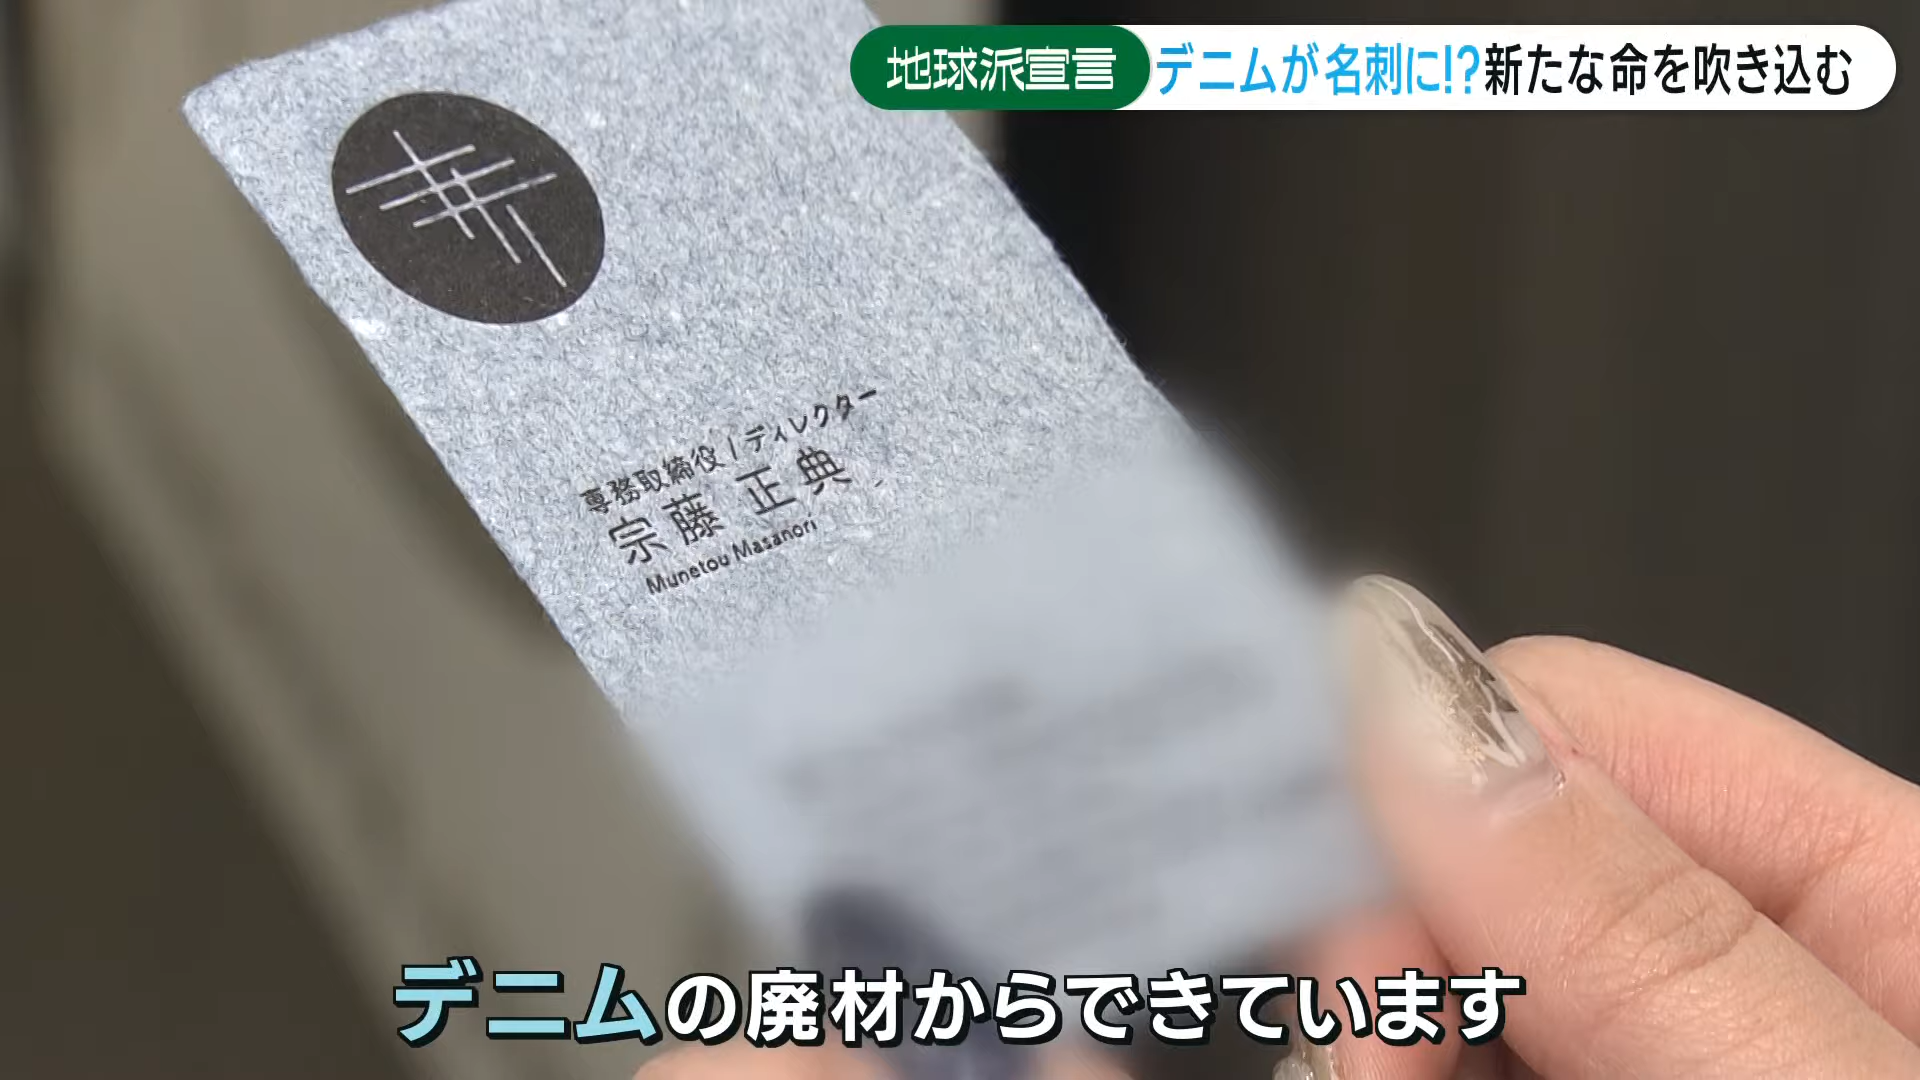 地球派宣言 デニムが名刺に!?新たな命を吹き込む
専務取締役 / ディレクター
宗藤 正典
Munetou Masanori
デニムの廃材からできています